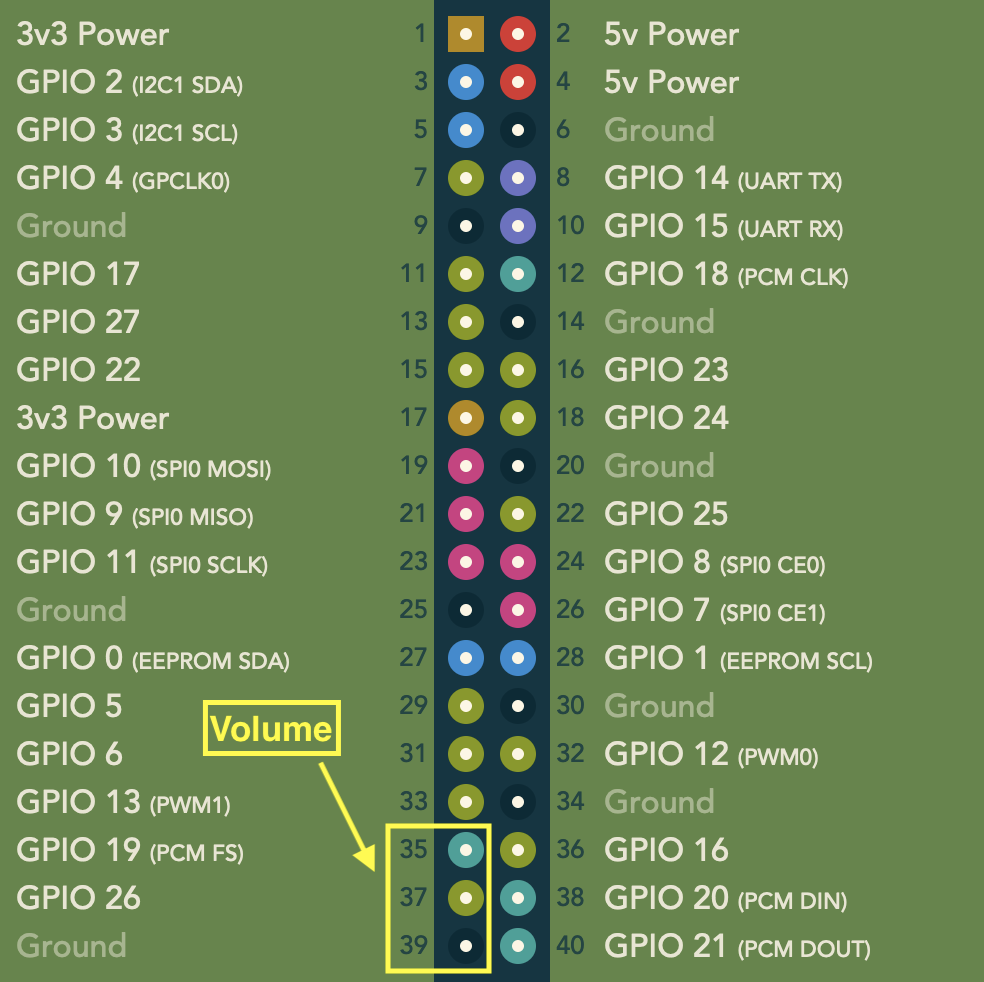 3v3 Power 1 2 5v Power
GPIO 2 (I2C1 SDA) 3 4 5v Power
GPIO 3 (I2C1 SCL) 5 6 Ground
GPIO 4 (GPCLK0) 7 8 GPIO 14 (UART TX)
Ground 9 10 GPIO 15 (UART RX)
GPIO 17 11 12 GPIO 18 (PCM CLK)
GPIO 27 13 14 Ground
GPIO 22 15 16 GPIO 23
3v3 Power 17 18 GPIO 24
GPIO 10 (SPI0 MOSI) 19 20 Ground
GPIO 9 (SPI0 MISO) 21 22 GPIO 25
GPIO 11 (SPI0 SCLK) 23 24 GPIO 8 (SPI0 CE0)
Ground 25 26 GPIO 7 (SPI0 CE1)
GPIO 0 (EEPROM SDA) 27 28 GPIO 1 (EEPROM SCL)
GPIO 5 29 30 Ground
Volume
GPIO 6 31 32 GPIO 12 (PWM0)
GPIO 13 (PWM1) 33 34 Ground
GPIO 19 (PCM FS) 35 36 GPIO 16
GPIO 26 37 38 GPIO 20 (PCM DIN)
Ground 39 40 GPIO 21 (PCM DOUT)